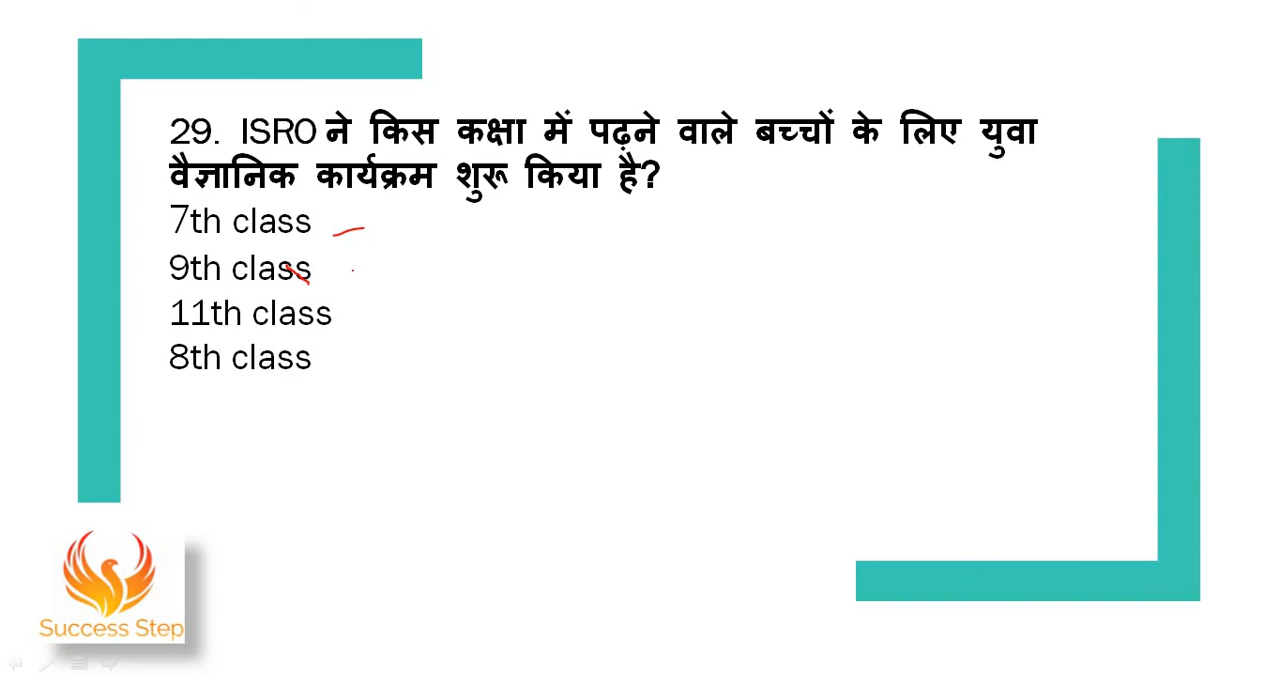 29. ISRO ने किस कक्षा में पढ़ने वाले बच्चों के लिए युवा
वैज्ञानिक कार्यक्रम शुरू किया है?
7th class
9th class
11th class
8th class
Success Step